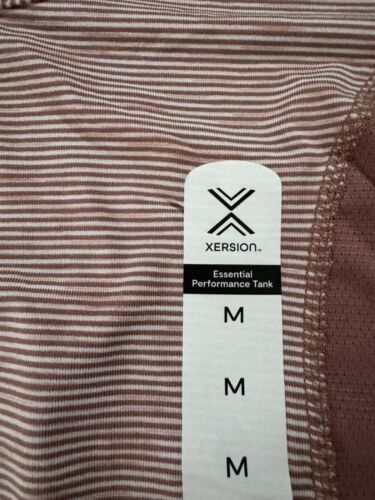 XERSION™
Essential
Performance Tank
M
M
M